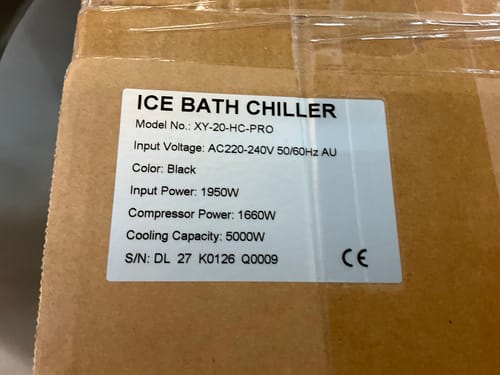 ICE BATH CHILLER
Model No.: XY-20-HC-PRO
Input Voltage: AC220-240V 50/60Hz AU
Color: Black
Input Power: 1950W
Compressor Power: 1660W
Cooling Capacity: 5000W
S/N: DL 27 K0126 Q0009
CE